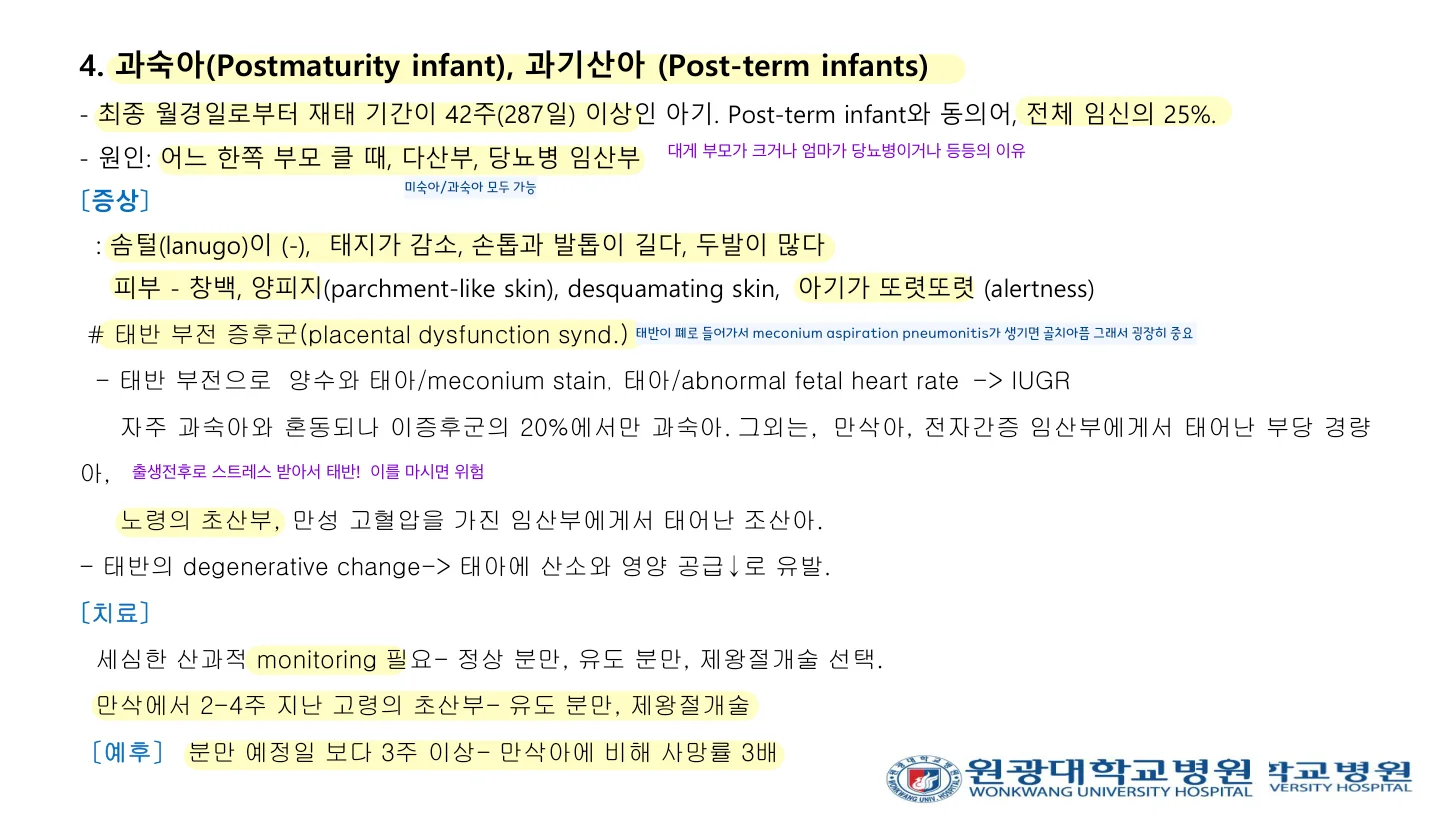 4. 과숙아(Postmaturity infant), 과기산아 (Post-term infants)
- 최종 월경일로부터 재태 기간이 42주(287일) 이상인 아기. Post-term infant와 동의어, 전체 임신의 25%.
- 원인: 어느 한쪽 부모 클 때, 다산부, 당뇨병 임산부 대게 부모가 크거나 엄마가 당뇨병이거나 등등의 이유
미숙아/과숙아 모두 가능
[증상]
: 솜털(lanugo)이 (-), 태지가 감소, 손톱과 발톱이 길다, 두발이 많다
피부 - 창백, 양피지(parchment-like skin), desquamating skin, 아기가 또렷또렷 (alertness)
# 태반 부전 증후군(placental dysfunction synd.) 태반이 폐로 들어가서 meconium aspiration pneumonitis가 생기면 골치아픔 그래서 굉장히 중요
- 태반 부전으로 양수와 태아/meconium stain, 태아/abnormal fetal heart rate -> IUGR
자주 과숙아와 혼동되나 이증후군의 20%에서만 과숙아. 그외는, 만삭아, 전자간증 임산부에게서 태어난 부당 경량
아, 출생전후로 스트레스 받아서 태반! 이를 마시면 위험
노령의 초산부, 만성 고혈압을 가진 임산부에게서 태어난 조산아.
- 태반의 degenerative change-> 태아에 산소와 영양 공급↓로 유발.
[치료]
세심한 산과적 monitoring 필요- 정상 분만, 유도 분만, 제왕절개술 선택.
만삭에서 2-4주 지난 고령의 초산부- 유도 분만, 제왕절개술
[예후] 분만 예정일 보다 3주 이상- 만삭아에 비해 사망률 3배
원광대학교병원 학교병원
WONKWANG UNIVERSITY HOSPITAL VERSITY HOSPITAL